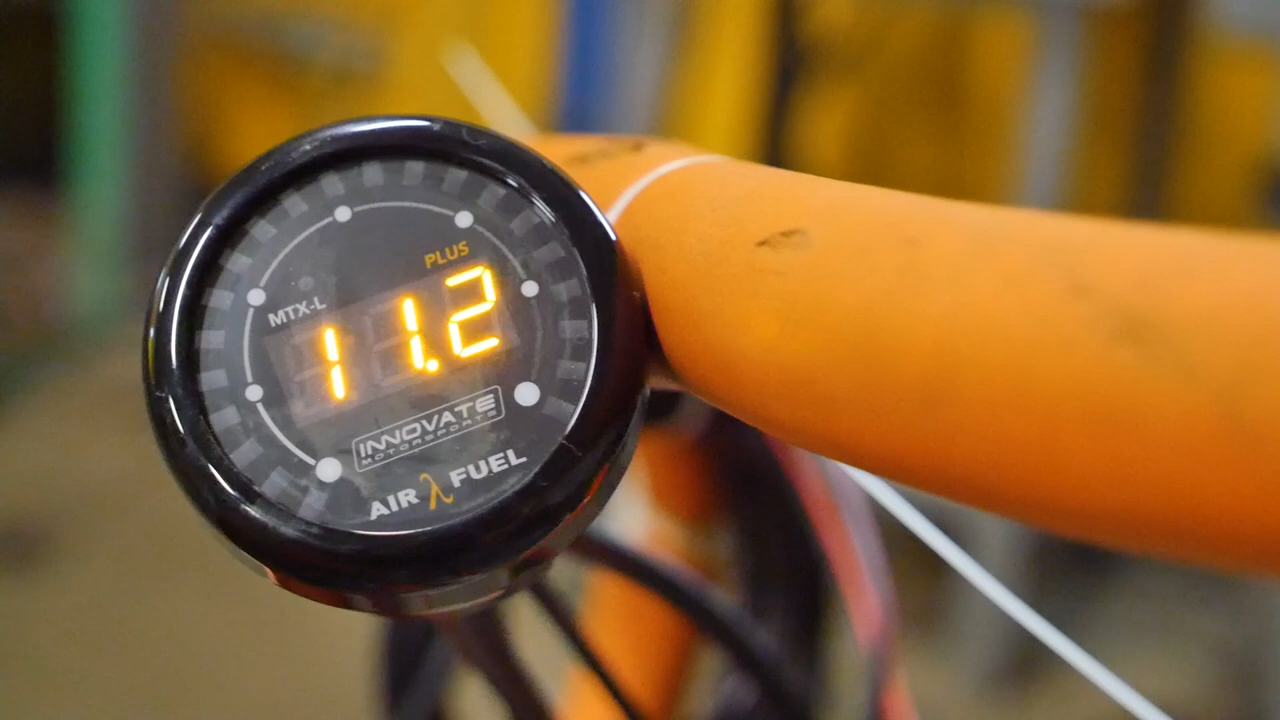 PLUS
MTX-L
11.2
INNOVATE
MOTORSPORTS
AIR λ FUEL